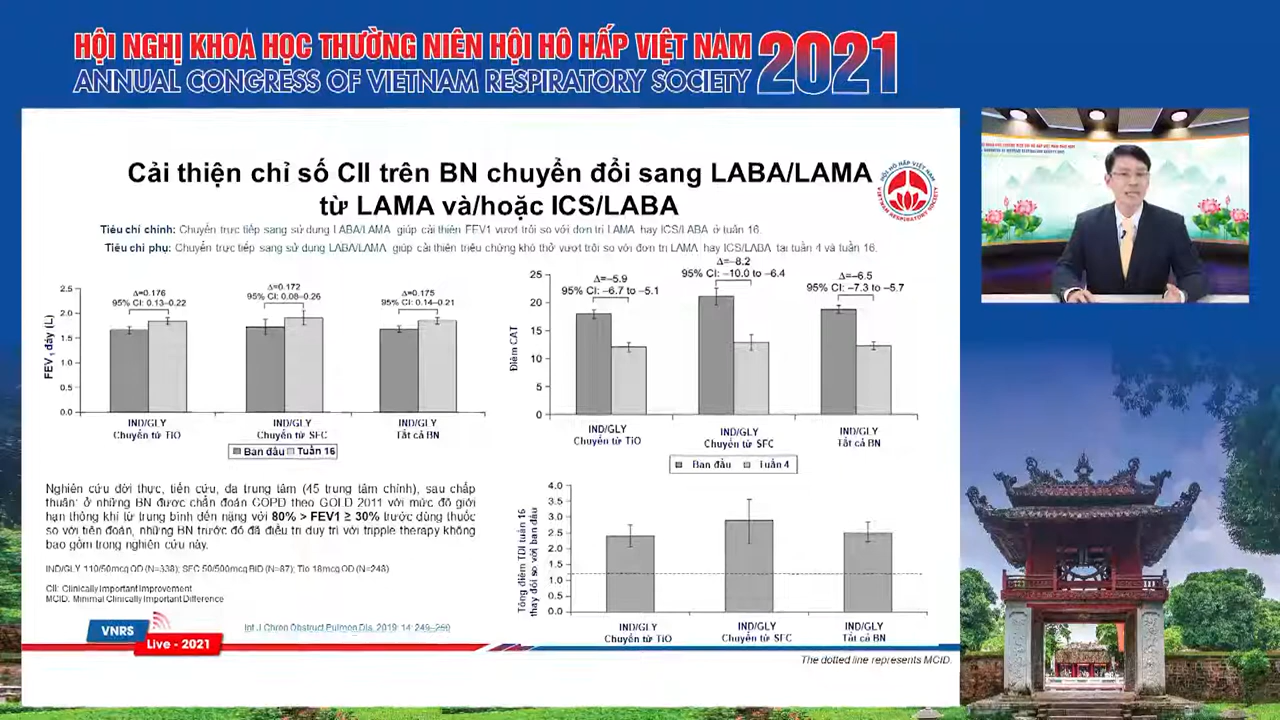 HỘI NGHỊ KHOA HỌC THƯỜNG NIÊN HỘI HÔ HẤP VIỆT NAM 2021
ANNUAL CONGRESS OF VIETNAM RESPIRATORY SOCIETY
Cải thiện chỉ số CII trên BN chuyển đổi sang LABA/LAMA
từ LAMA và/hoặc ICS/LABA
HỘI HÔ HẤP VIỆT NAM
VIETNAM RESPIRATORY SOCIETY
Tiêu chí chính: Chuyển trực tiếp sang sử dụng LABA/LAMA giúp cải thiện FEV1 vượt trội so với đơn trị LAMA hay ICS/LABA ở tuần 16.
Tiêu chí phụ: Chuyển trực tiếp sang sử dụng LABA/LAMA giúp cải thiện triệu chứng khó thở vượt trội so với đơn trị LAMA hay ICS/LABA tại tuần 4 và tuần 16.
FEV1 đáy (L)
2.5
2.0
1.5
1.0
0.5
0.0
Δ=0.176
95% CI: 0.13–0.22
Δ=0.172
95% CI: 0.08–0.26
Δ=0.175
95% CI: 0.14–0.21
IND/GLY
Chuyển từ TIO
IND/GLY
Chuyển từ SFC
IND/GLY
Tất cả BN
Ban đầu Tuần 16
Điểm CAT
25
20
15
10
5
0
Δ=–5.9
95% CI: –6.7 to –5.1
Δ=–8.2
95% CI: –10.0 to –6.4
Δ=–6.5
95% CI: –7.3 to –5.7
IND/GLY
Chuyển từ TIO
IND/GLY
Chuyển từ SFC
IND/GLY
Tất cả BN
Ban đầu Tuần 4
Nghiên cứu đời thực, tiến cứu, đa trung tâm (45 trung tâm chính), sau chấp
thuận: ở những BN được chẩn đoán COPD theo GOLD 2011 với mức độ giới
hạn thông khí từ trung bình đến nặng với 80% > FEV1 ≥ 30% trước dùng thuốc
so với tiên đoán, những BN trước đó đã điều trị duy trì với tripple therapy không
bao gồm trong nghiên cứu này.
IND/GLY 110/50mcg OD (N=338); SFC 50/500mcg BID (N=87); Tio 18mcg OD (N=248)
CII: Clinically Important Improvement
MCID: Minimal Clinically Important Difference
Tổng điểm TDI tuần 16
thay đổi so với ban đầu
4.0
3.5
3.0
2.5
2.0
1.5
1.0
0.5
0.0
IND/GLY
Chuyển từ TIO
IND/GLY
Chuyển từ SFC
IND/GLY
Tất cả BN
VNRS
Live - 2021
Int J Chron Obstruct Pulmon Dis. 2019; 14: 249–260
The dotted line represents MCID.